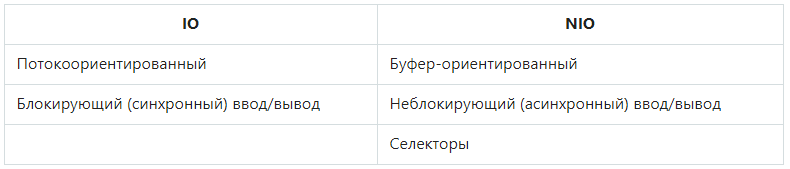 IO NIO
Потокоориентированный Буфер-ориентированный
Блокирующий (синхронный) ввод/вывод Неблокирующий (асинхронный) ввод/вывод
Селекторы